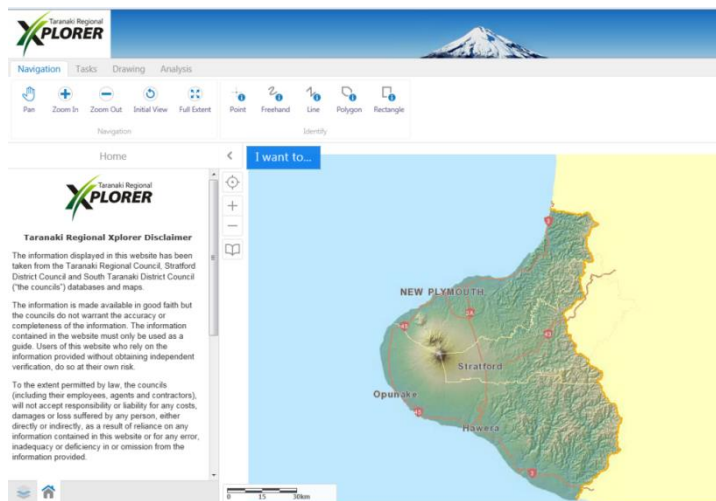 Taranaki Regional
XPLORER
Navigation Tasks Drawing Analysis
Pan Zoom In Zoom Out Initial View Full Extent Point Freehand Line Polygon Rectangle
Navigation Identify
Home
I want to...
Taranaki Regional
XPLORER
Taranaki Regional Xplorer Disclaimer
The information displayed in this website has been
taken from the Taranaki Regional Council, Stratford
District Council and South Taranaki District Council
("the councils") databases and maps.
The information is made available in good faith but
the councils do not warrant the accuracy or
completeness of the information. The information
contained in the website must only be used as a
guide. Users of this website who rely on the
information provided without obtaining independent
verification, do so at their own risk.
To the extent permitted by law, the councils
(including their employees, agents and contractors),
will not accept responsibility or liability for any costs,
damages or loss suffered by any person, either
directly or indirectly, as a result of reliance on any
information contained in this website or for any error,
inadequacy or deficiency in or omission from the
information provided.
3
NEW PLYMOUTH
3A
45
43
Stratford
Opunake
45
Hawera
3
0 15 30km